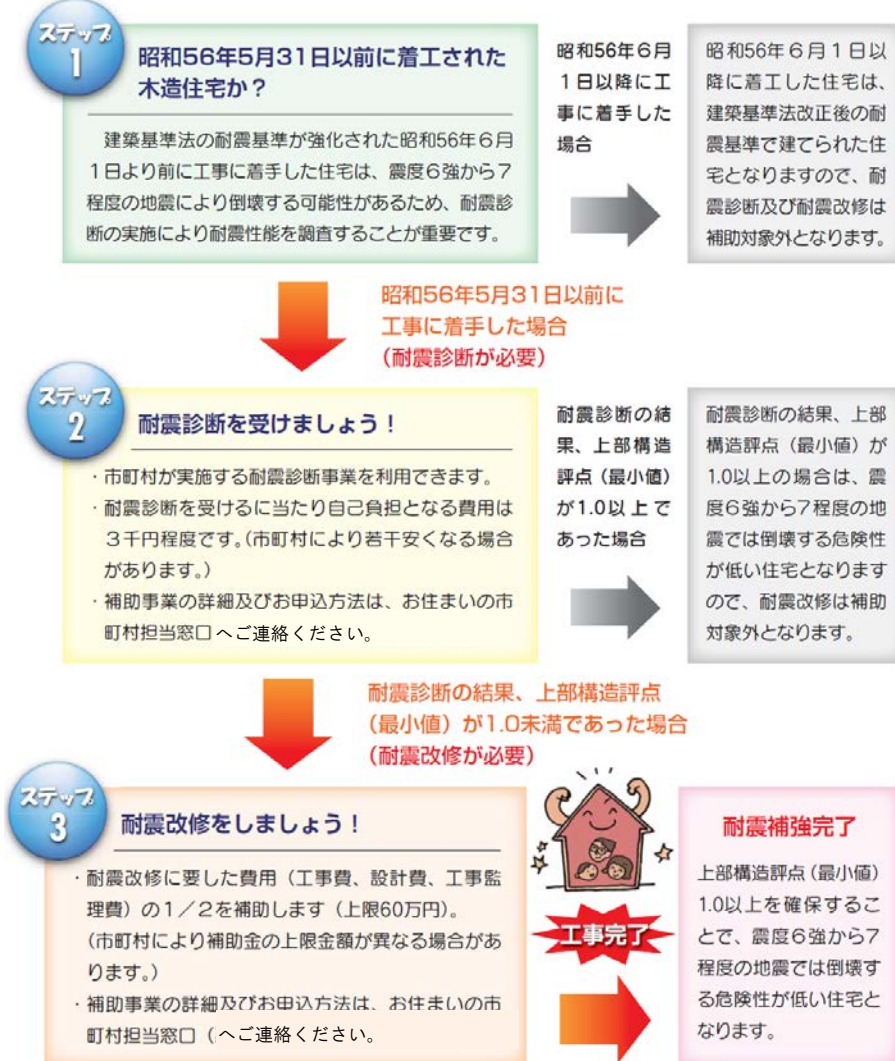 ステップ
1
昭和56年5月31日以前に着工された
木造住宅か？
建築基準法の耐震基準が強化された昭和56年６月
１日より前に工事に着手した住宅は、震度６強から７
程度の地震により倒壊する可能性があるため、耐震診
断の実施により耐震性能を調査することが重要です。
昭和56年６月
１日以降に工
事に着手した
場合
昭和56年６月１日以
降に着工した住宅は、
建築基準法改正後の耐
震基準で建てられた住
宅となりますので、耐
震診断及び耐震改修は
補助対象外となります。
昭和56年5月31日以前に
工事に着手した場合
（耐震診断が必要）
ステップ
2
耐震診断を受けましょう！
・市町村が実施する耐震診断事業を利用できます。
・耐震診断を受けるに当たり自己負担となる費用は
３千円程度です。（市町村により若干安くなる場合
があります。）
・補助事業の詳細及びお申込方法は、お住まいの市
町村担当窓口へご連絡ください。
耐震診断の結
果、上部構造
評点（最小値）
が1.0以上で
あった場合
耐震診断の結果、上部
構造評点（最小値）が
1.0以上の場合は、震
度６強から７程度の地
震では倒壊する危険性
が低い住宅となります
ので、耐震改修は補助
対象外となります。
耐震診断の結果、上部構造評点
（最小値）が1.0未満であった場合
（耐震改修が必要）
ステップ
3
耐震改修をしましょう！
・耐震改修に要した費用（工事費、設計費、工事監
理費）の１／２を補助します（上限60万円）。
（市町村により補助金の上限金額が異なる場合があ
ります。）
・補助事業の詳細及びお申込方法は、お住まいの市
町村担当窓口（へご連絡ください。
工事完了
耐震補強完了
上部構造評点（最小値）
1.0以上を確保するこ
とで、震度６強から７
程度の地震では倒壊す
る危険性が低い住宅と
なります。